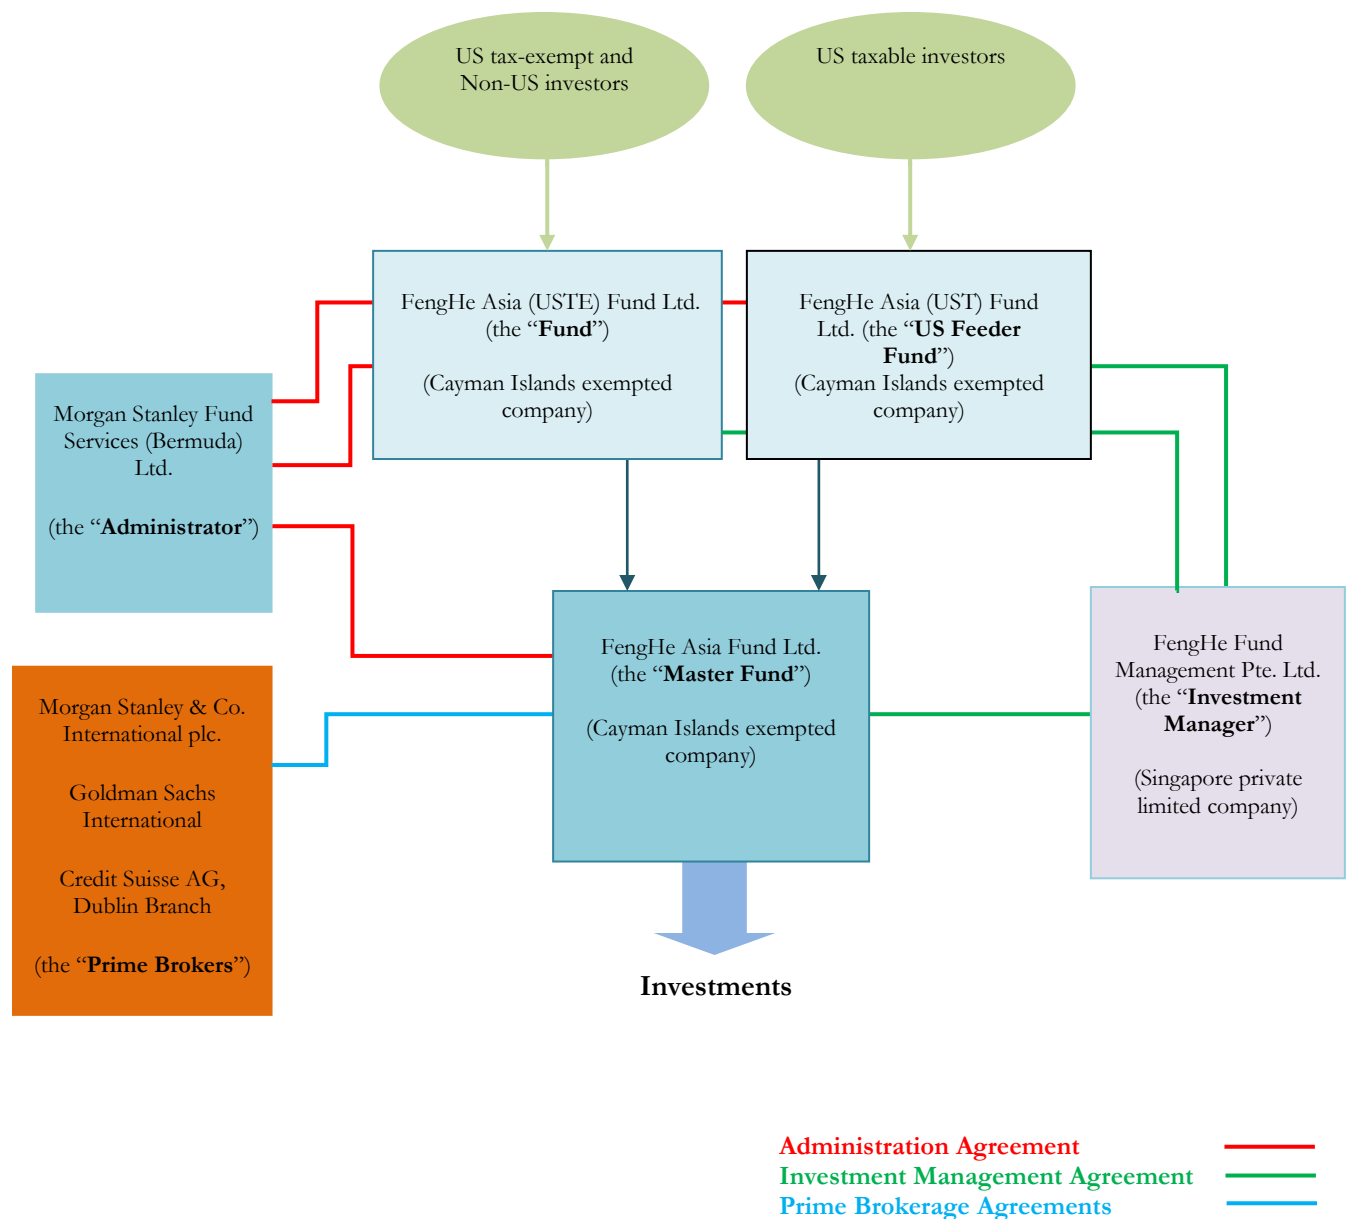 US tax-exempt and
Non-US investors
US taxable investors
FengHe Asia (USTE) Fund Ltd.
(the “Fund”)
(Cayman Islands exempted
company)
FengHe Asia (UST) Fund
Ltd. (the “US Feeder
Fund”)
(Cayman Islands exempted
company)
Morgan Stanley Fund
Services (Bermuda)
Ltd.
(the “Administrator”)
FengHe Asia Fund Ltd.
(the “Master Fund”)
(Cayman Islands exempted
company)
FengHe Fund
Management Pte. Ltd.
(the “Investment
Manager”)
(Singapore private
limited company)
Morgan Stanley & Co.
International plc.
Goldman Sachs
International
Credit Suisse AG,
Dublin Branch
(the “Prime Brokers”)
Investments
Administration Agreement
Investment Management Agreement
Prime Brokerage Agreements